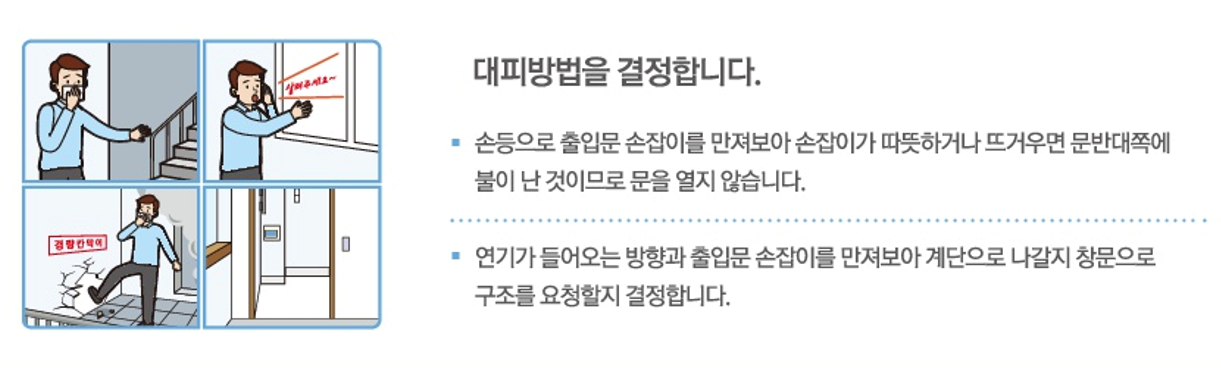 살려주세요~
경량칸막이
대피방법을 결정합니다.
손등으로 출입문 손잡이를 만져보아 손잡이가 따뜻하거나 뜨거우면 문반대쪽에
불이 난 것이므로 문을 열지 않습니다.
연기가 들어오는 방향과 출입문 손잡이를 만져보아 계단으로 나갈지 창문으로
구조를 요청할지 결정합니다.